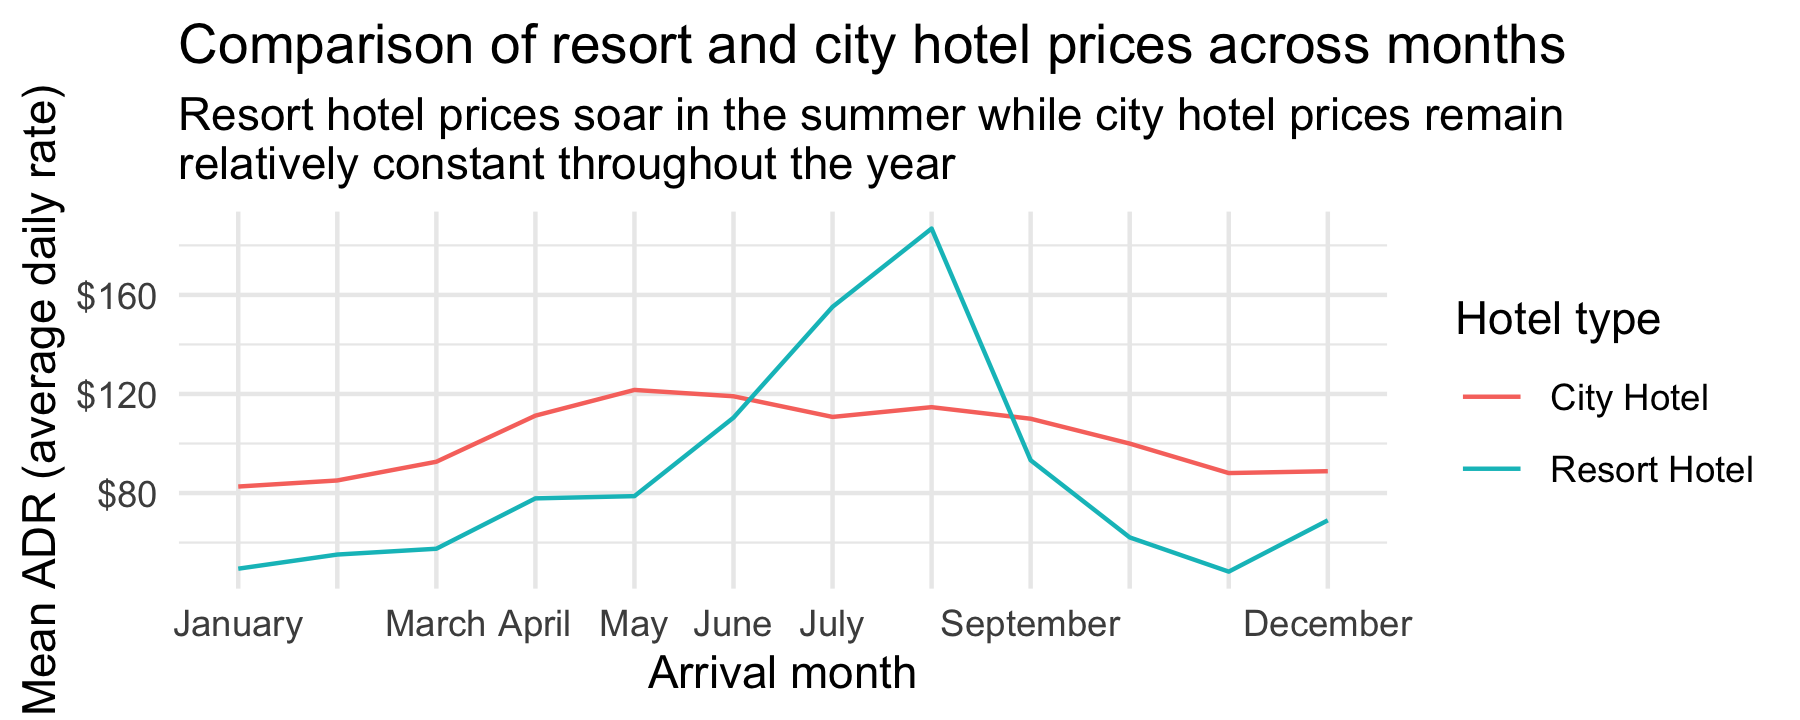 Comparison of resort and city hotel prices across months
Resort hotel prices soar in the summer while city hotel prices remain
relatively constant throughout the year
Mean ADR (average daily rate)
$160
$120
$80
January
March
April
May
June
July
September
December
Arrival month
Hotel type
City Hotel
Resort Hotel